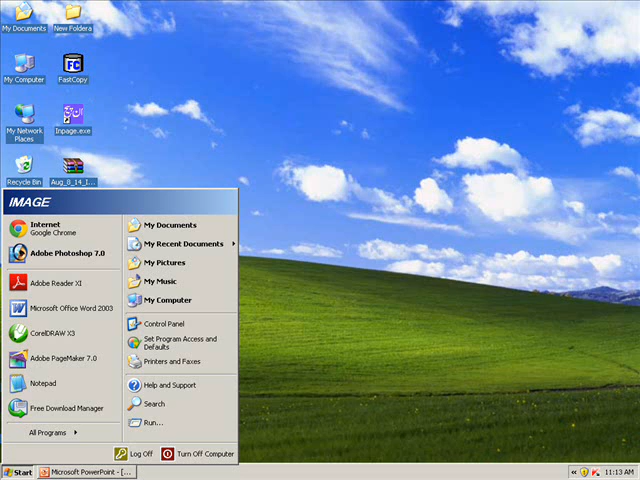 My Documents
New Foldera
My Computer
FastCopy
My Network
Places
Inpage.exe
Recycle Bin
Aug_8_14_I...
IMAGE
Internet
Google Chrome
Adobe Photoshop 7.0
Adobe Reader XI
Microsoft Office Word 2003
CorelDRAW X3
Adobe PageMaker 7.0
Notepad
Free Download Manager
All Programs
My Documents
My Recent Documents
My Pictures
My Music
My Computer
Control Panel
Set Program Access and
Defaults
Printers and Faxes
Help and Support
Search
Run...
Log Off
Turn Off Computer
Start
Microsoft PowerPoint - [...
11:13 AM